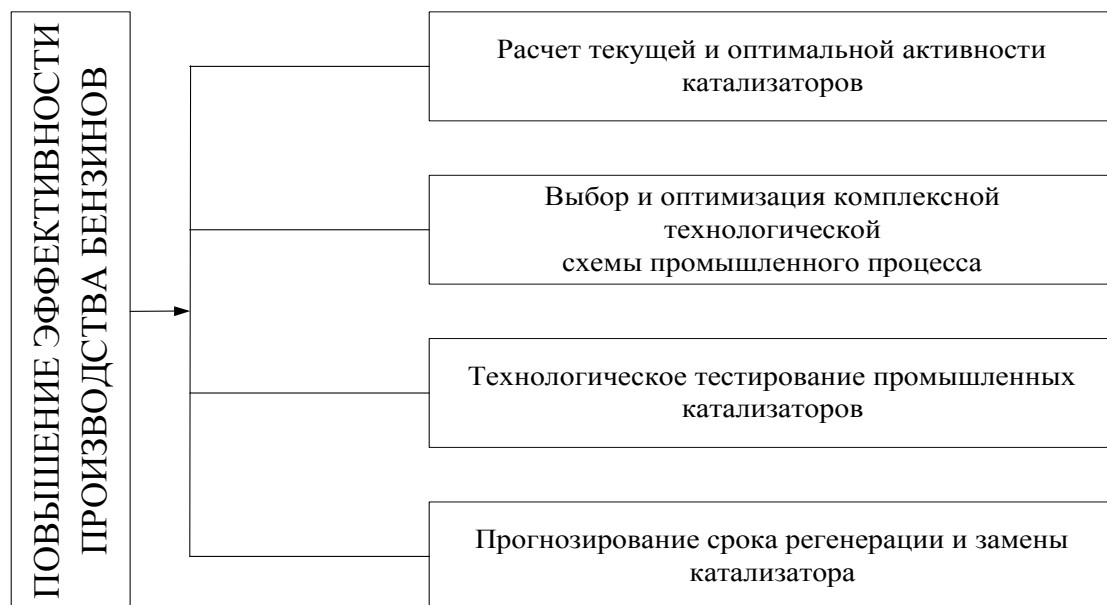 ПОВЫШЕНИЕ ЭФФЕКТИВНОСТИ
ПРОИЗВОДСТВА БЕНЗИНОВ
Расчет текущей и оптимальной активности
катализаторов
Выбор и оптимизация комплексной
технологической
схемы промышленного процесса
Технологическое тестирование промышленных
катализаторов
Прогнозирование срока регенерации и замены
катализатора